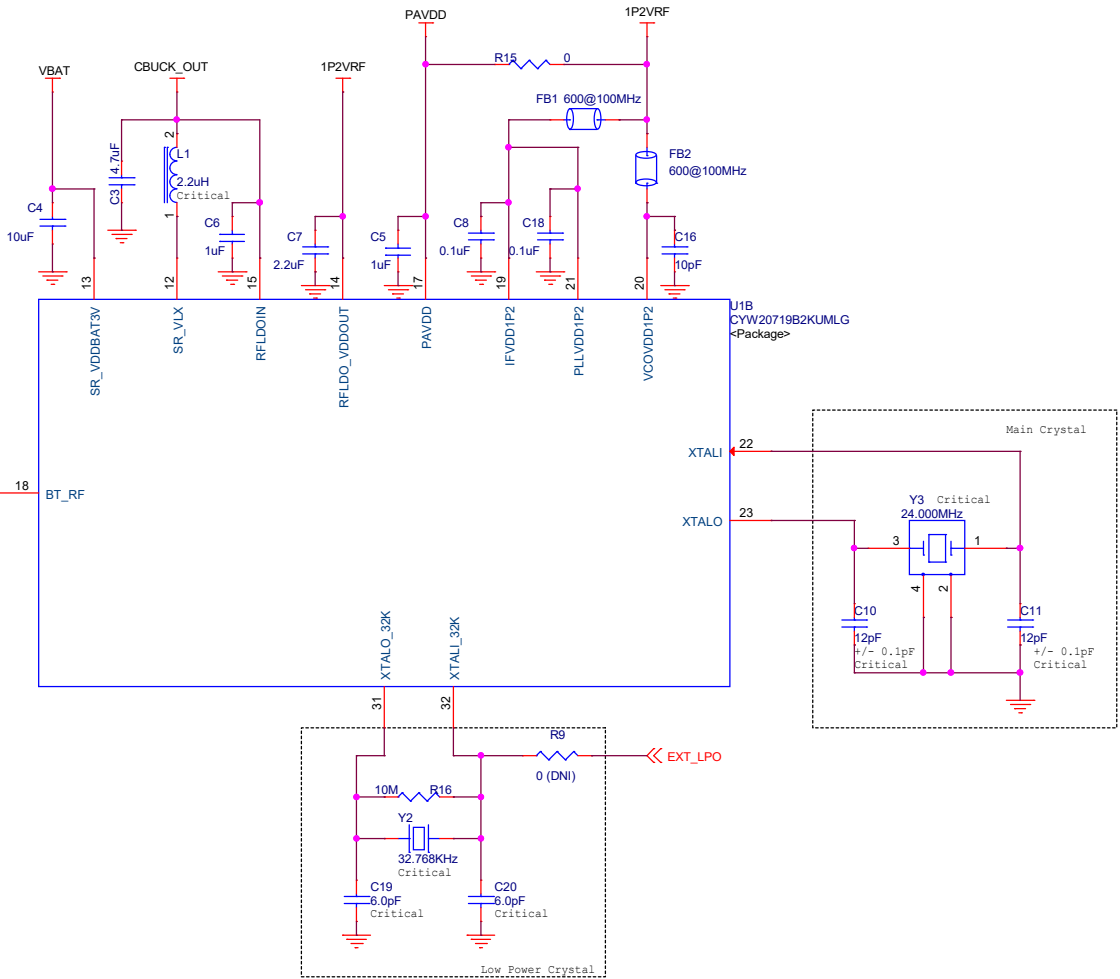 PAVDD
1P2VRF
R15
0
VBAT
CBUCK_OUT
1P2VRF
FB1 600@100MHz
FB2
600@100MHz
4.7uF
C3
2
L1
2.2uH
Critical
1
C4
10uF
C6
1uF
C7
2.2uF
C5
1uF
C8
0.1uF
C18
0.1uF
C16
10pF
13
12
15
14
17
19
21
20
U1B
CYW20719B2KUMLG
<Package>
SR_VDDBAT3V
SR_VLX
RFLDOIN
RFLDO_VDDOUT
PAVDD
IFVDD1P2
PLLVDD1P2
VCOVDD1P2
Main Crystal
XTALI
22
18
BT_RF
XTALO
23
Y3 Critical
24.000MHz
3
1
4
2
C10
12pF
+/- 0.1pF
Critical
C11
12pF
+/- 0.1pF
Critical
XTALO_32K
XTALI_32K
31
32
R9
0 (DNI)
EXT_LPO
10M
R16
Y2
32.768KHz
Critical
C19
6.0pF
Critical
C20
6.0pF
Critical
Low Power Crystal